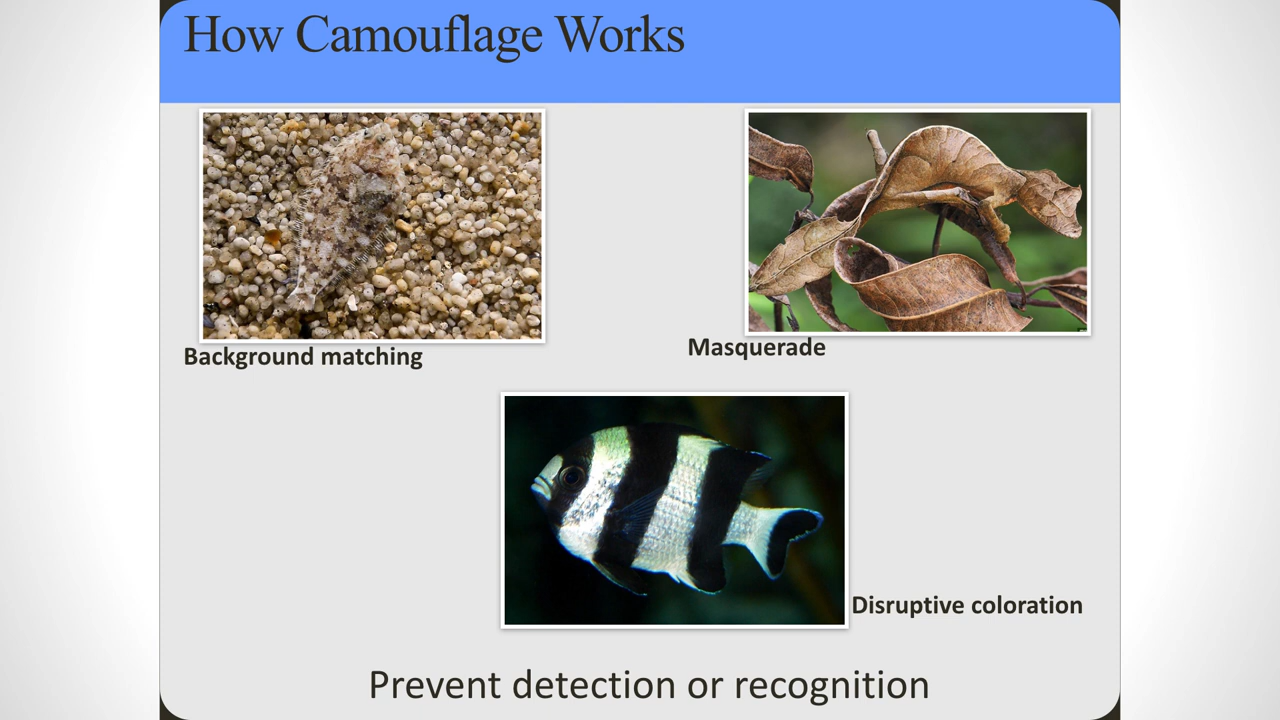 How Camouflage Works
Background matching
Masquerade
Disruptive coloration
Prevent detection or recognition